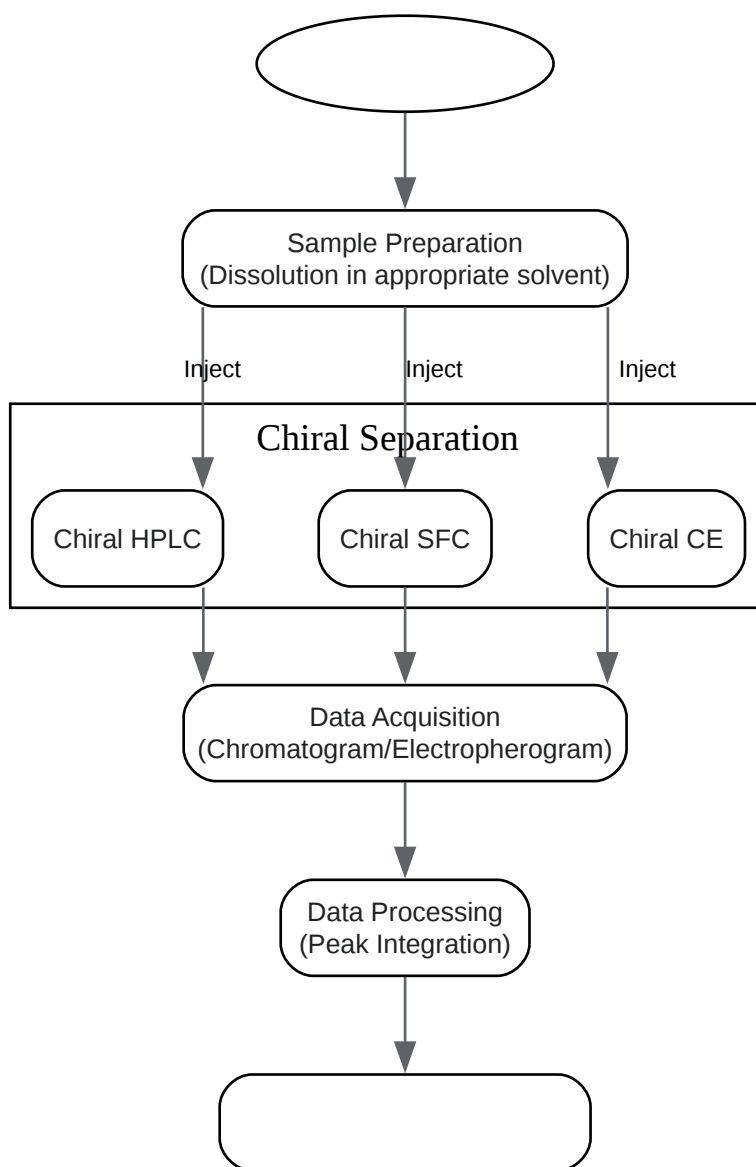 Sample Preparation
(Dissolution in appropriate solvent)
Inject
Inject
Inject
Chiral Separation
Chiral HPLC
Chiral SFC
Chiral CE
Data Acquisition
(Chromatogram/Electropherogram)
Data Processing
(Peak Integration)